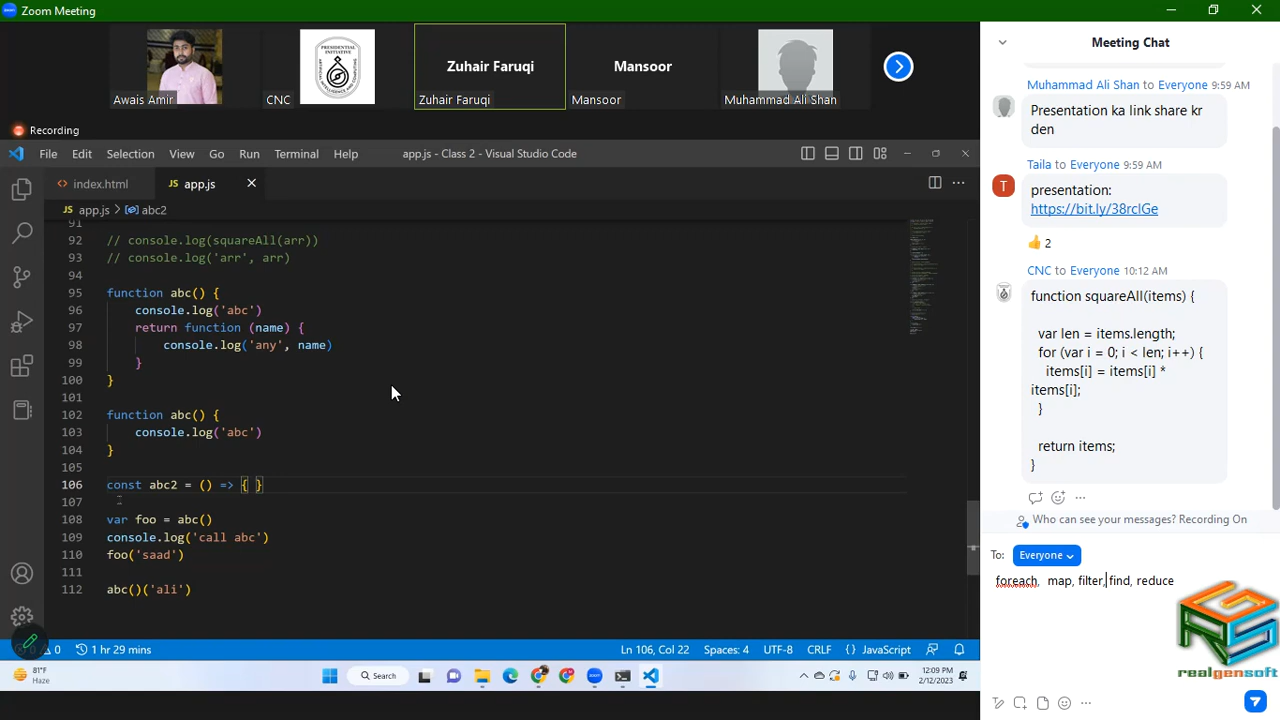 Zoom Meeting
Awais Amir
PRESIDENTIAL
INITIATIVE
CNC
Zuhair Faruqi
Zuhair Faruqi
Mansoor
Mansoor
Muhammad Ali Shan
Recording
File Edit Selection View Go Run Terminal Help app.js - Class 2 - Visual Studio Code
index.html JS app.js
JS app.js > abc2
91
92 // console.log(squareAll(arr))
93 // console.log('arr', arr)
94
95 function abc() {
96 console.log('abc')
97 return function (name) {
98 console.log('any', name)
99 }
100 }
101
102 function abc() {
103 console.log('abc')
104 }
105
106 const abc2 = () => { }
107
108 var foo = abc()
109 console.log('call abc')
110 foo('saad')
111
112 abc()('ali')
0 1 hr 29 mins Ln 106, Col 22 Spaces: 4 UTF-8 CRLF {} JavaScript
81°F
Haze
Search
12:09 PM
2/12/2023
Meeting Chat
Muhammad Ali Shan to Everyone 9:59 AM
Presentation ka link share kr
den
Taila to Everyone 9:59 AM
T
presentation:
https://bit.ly/38rclGe
👍 2
CNC to Everyone 10:12 AM
function squareAll(items) {
var len = items.length;
for (var i = 0; i < len; i++) {
items[i] = items[i] *
items[i];
}
return items;
}
Who can see your messages? Recording On
To: Everyone
foreach, map, filter, find, reduce
realgensoft